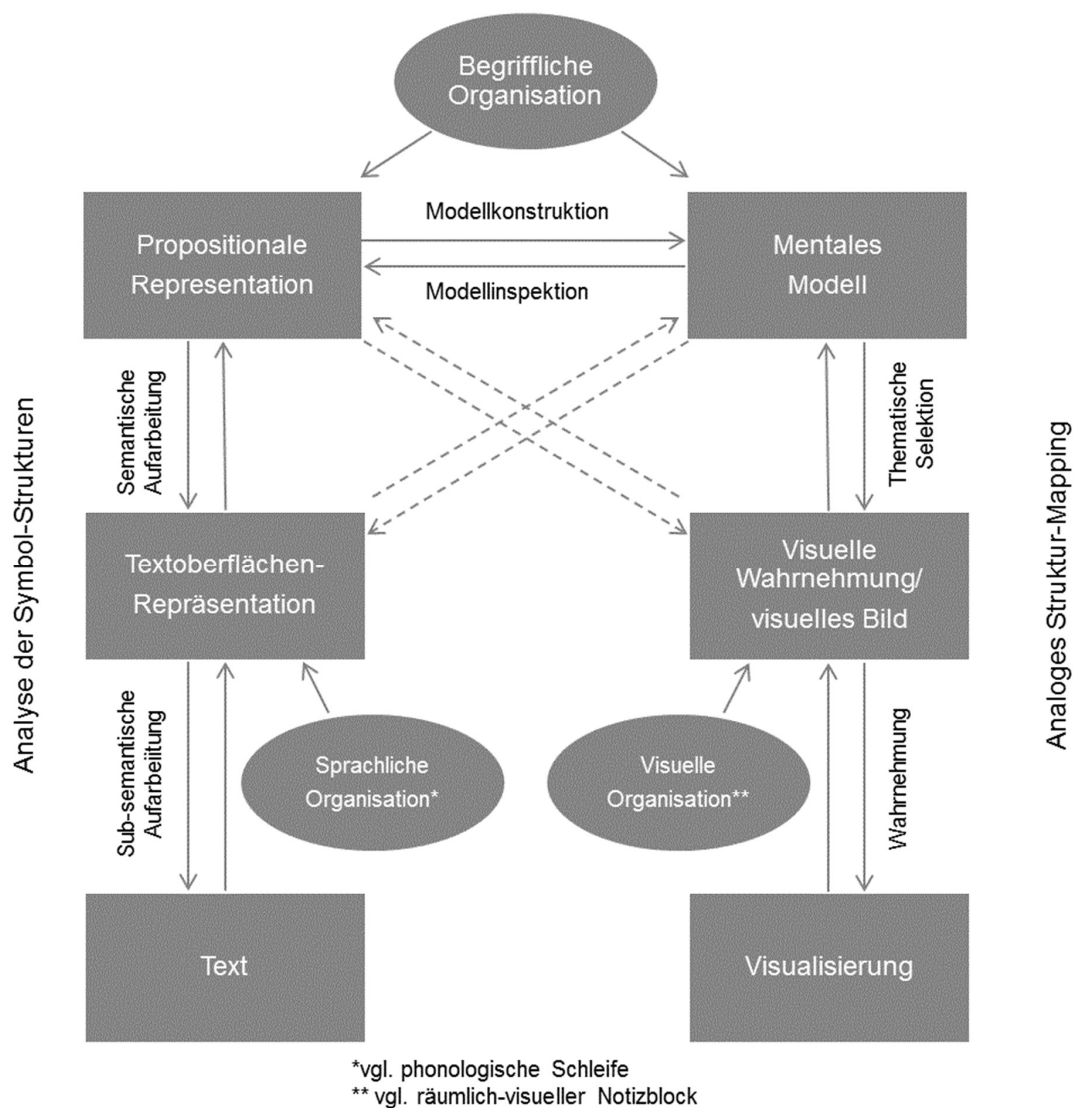 Begriffliche
Organisation
Propositionale
Representation
Modellkonstruktion
Modellinspektion
Mentales
Modell
Analyse der Symbol-Strukturen
Semantische
Aufarbeitung
Thematische
Selektion
Analoges Struktur-Mapping
Textoberflächen-
Repräsentation
Visuelle
Wahrnehmung/
visuelles Bild
Sub-semantische
Aufarbeiitung
Sprachliche
Organisation*
Visuelle
Organisation**
Wahrnehmung
Text
Visualisierung
*vgl. phonologische Schleife
** vgl. räumlich-visueller Notizblock